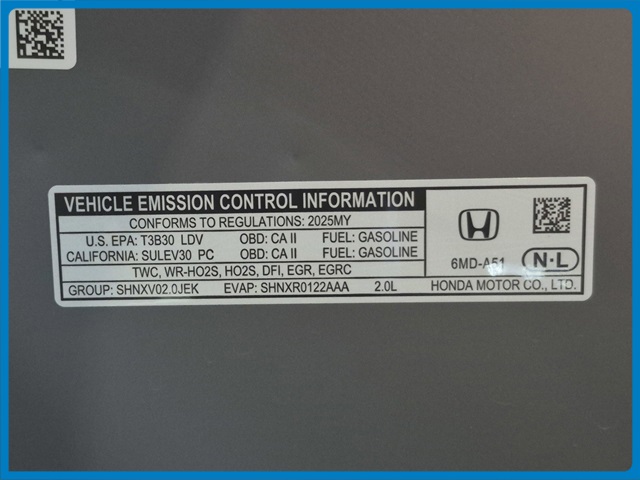 VEHICLE EMISSION CONTROL INFORMATION
CONFORMS TO REGULATIONS: 2025MY
U.S. EPA: T3B30 LDV OBD: CA II FUEL: GASOLINE
CALIFORNIA: SULEV30 PC OBD: CA II FUEL: GASOLINE
TWC, WR-HO2S, HO2S, DFI, EGR, EGRC
GROUP: SHNXV02.0JEK EVAP: SHNXR0122AAA 2.0L
6MD-A51
N·L
HONDA MOTOR CO., LTD.